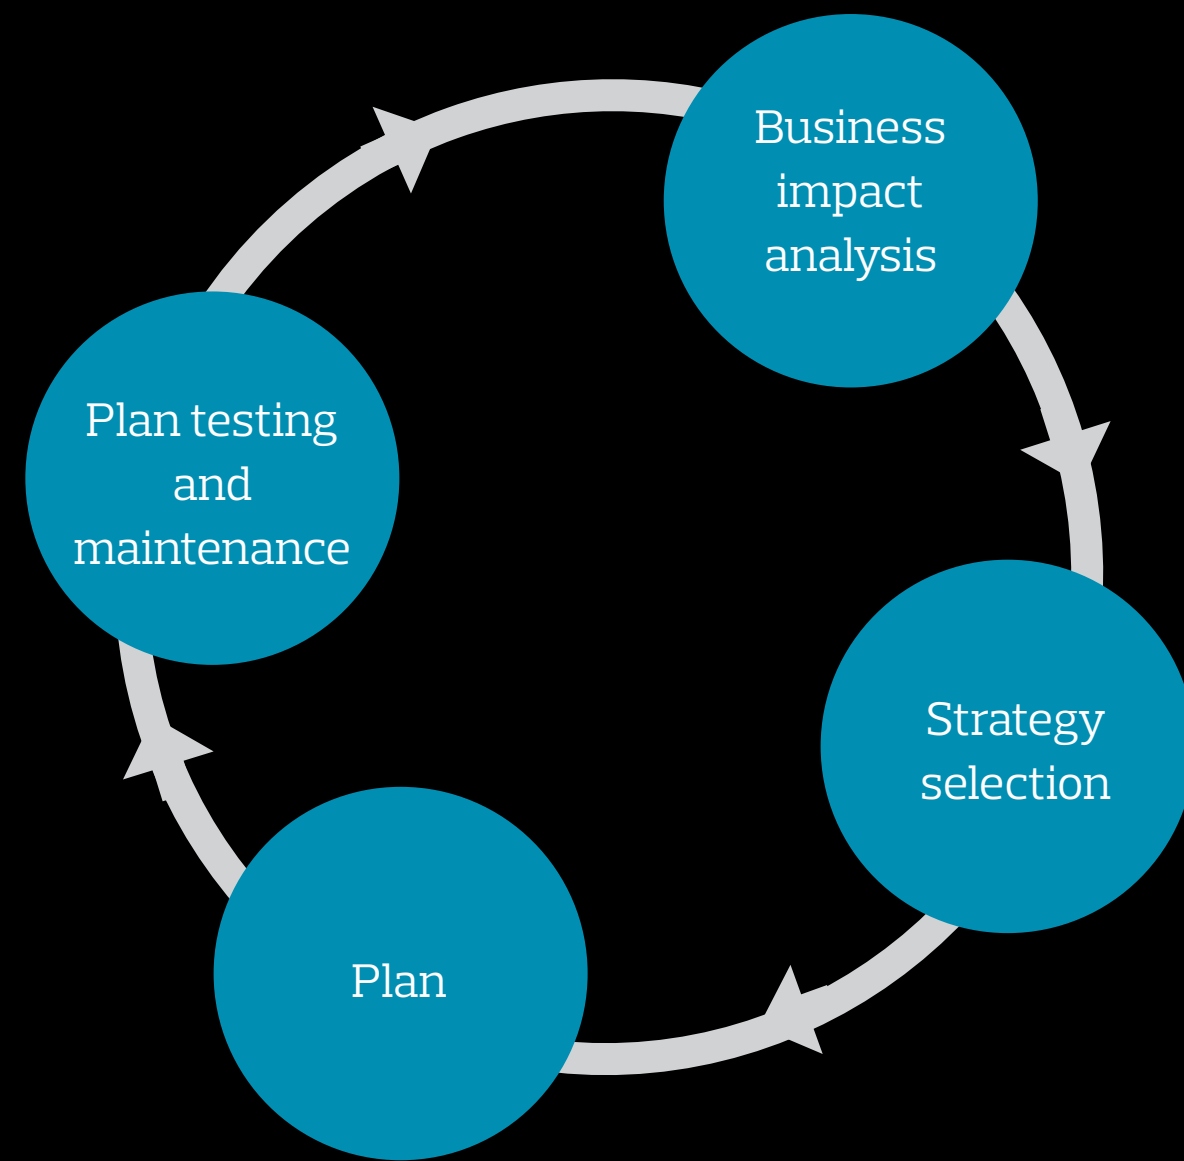 Business
impact
analysis
Plan testing
and
maintenance
Strategy
selection
Plan